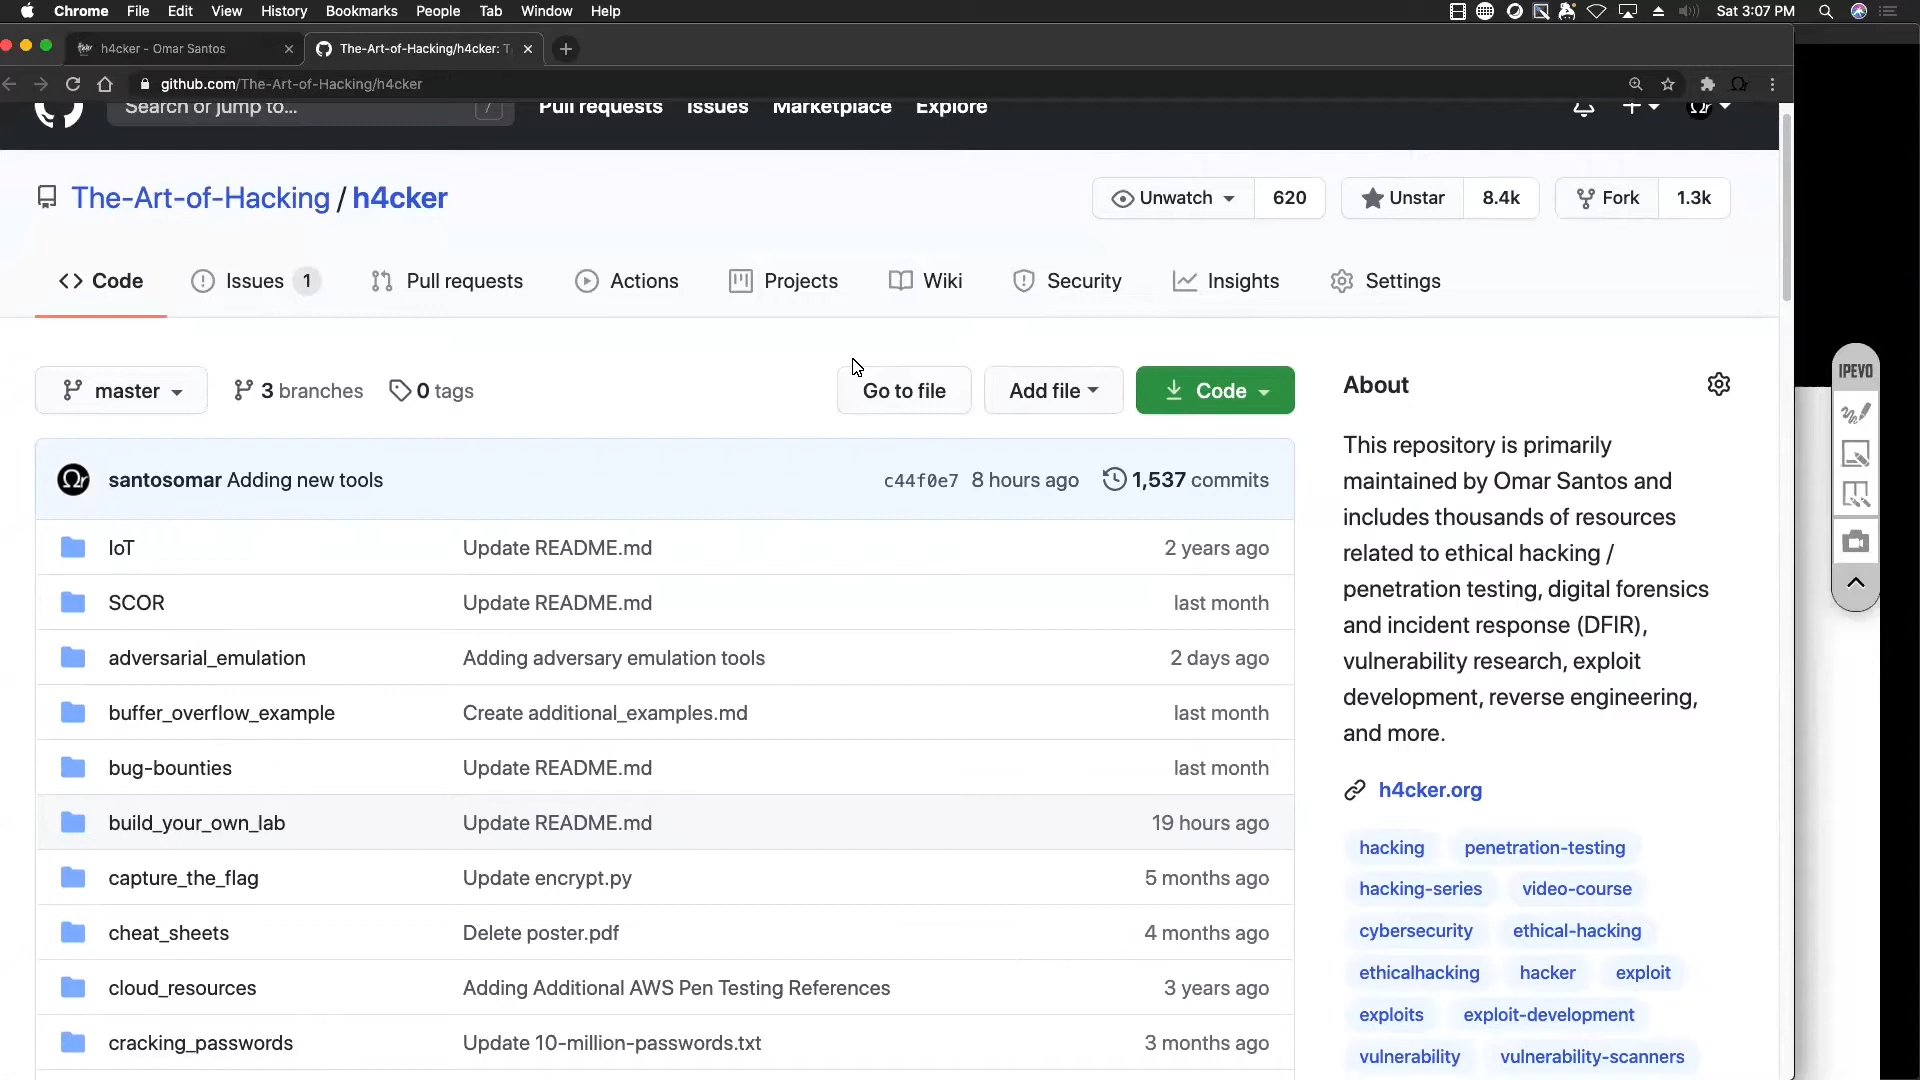 Chrome File Edit View History Bookmarks People Tab Window Help Sat 3:07 PM
h4cker - Omar Santos The-Art-of-Hacking/h4cker: T
github.com/The-Art-of-Hacking/h4cker
Search or jump to... / Pull requests Issues Marketplace Explore
The-Art-of-Hacking / h4cker Unwatch 620 Unstar 8.4k Fork 1.3k
Code Issues 1 Pull requests Actions Projects Wiki Security Insights Settings
master 3 branches 0 tags Go to file Add file Code
santosomar Adding new tools c44f0e7 8 hours ago 1,537 commits
IoT Update README.md 2 years ago
SCOR Update README.md last month
adversarial_emulation Adding adversary emulation tools 2 days ago
buffer_overflow_example Create additional_examples.md last month
bug-bounties Update README.md last month
build_your_own_lab Update README.md 19 hours ago
capture_the_flag Update encrypt.py 5 months ago
cheat_sheets Delete poster.pdf 4 months ago
cloud_resources Adding Additional AWS Pen Testing References 3 years ago
cracking_passwords Update 10-million-passwords.txt 3 months ago
About
This repository is primarily
maintained by Omar Santos and
includes thousands of resources
related to ethical hacking /
penetration testing, digital forensics
and incident response (DFIR),
vulnerability research, exploit
development, reverse engineering,
and more.
h4cker.org
hacking penetration-testing
hacking-series video-course
cybersecurity ethical-hacking
ethicalhacking hacker exploit
exploits exploit-development
vulnerability vulnerability-scanners
IPEVO